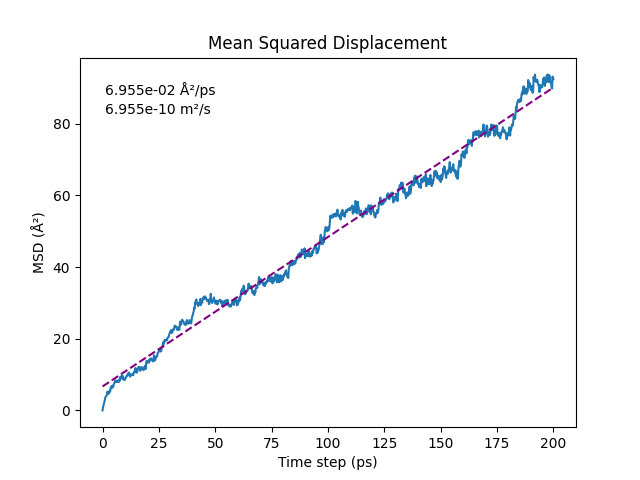 Mean Squared Displacement
6.955e-02 Å²/ps
6.955e-10 m²/s
MSD (Å²)
80
60
40
20
0
0 25 50 75 100 125 150 175 200
Time step (ps)